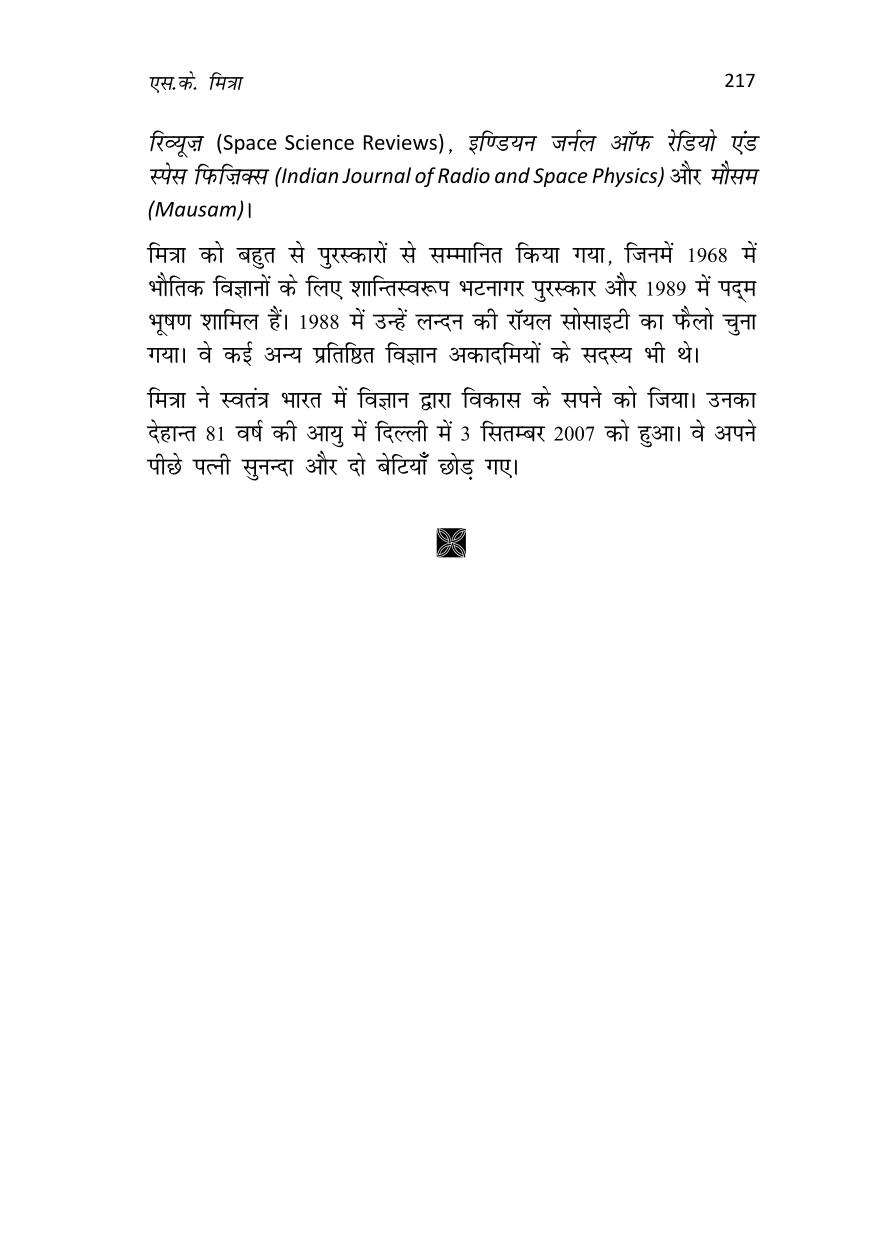 एस.के. मित्रा 217
रिव्यूज़ (Space Science Reviews), इण्डियन जर्नल ऑफ रेडियो एंड
स्पेस फिज़िक्स (Indian Journal of Radio and Space Physics) और मौसम
(Mausam)।
मित्रा को बहुत से पुरस्कारों से सम्मानित किया गया, जिनमें 1968 में
भौतिक विज्ञानों के लिए शान्तिस्वरूप भटनागर पुरस्कार और 1989 में पद्म
भूषण शामिल हैं। 1988 में उन्हें लन्दन की रॉयल सोसाइटी का फैलो चुना
गया। वे कई अन्य प्रतिष्ठित विज्ञान अकादमियों के सदस्य भी थे।
मित्रा ने स्वतंत्र भारत में विज्ञान द्वारा विकास के सपने को जिया। उनका
देहान्त 81 वर्ष की आयु में दिल्ली में 3 सितम्बर 2007 को हुआ। वे अपने
पीछे पत्नी सुनन्दा और दो बेटियाँ छोड़ गए।